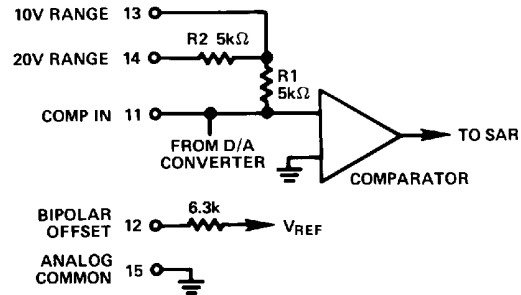 10V RANGE 13
R2 5kΩ
20V RANGE 14
R1
5kΩ
COMP IN 11
FROM D/A
CONVERTER
TO SAR
COMPARATOR
BIPOLAR
OFFSET 12
6.3k
VREF
ANALOG
COMMON 15